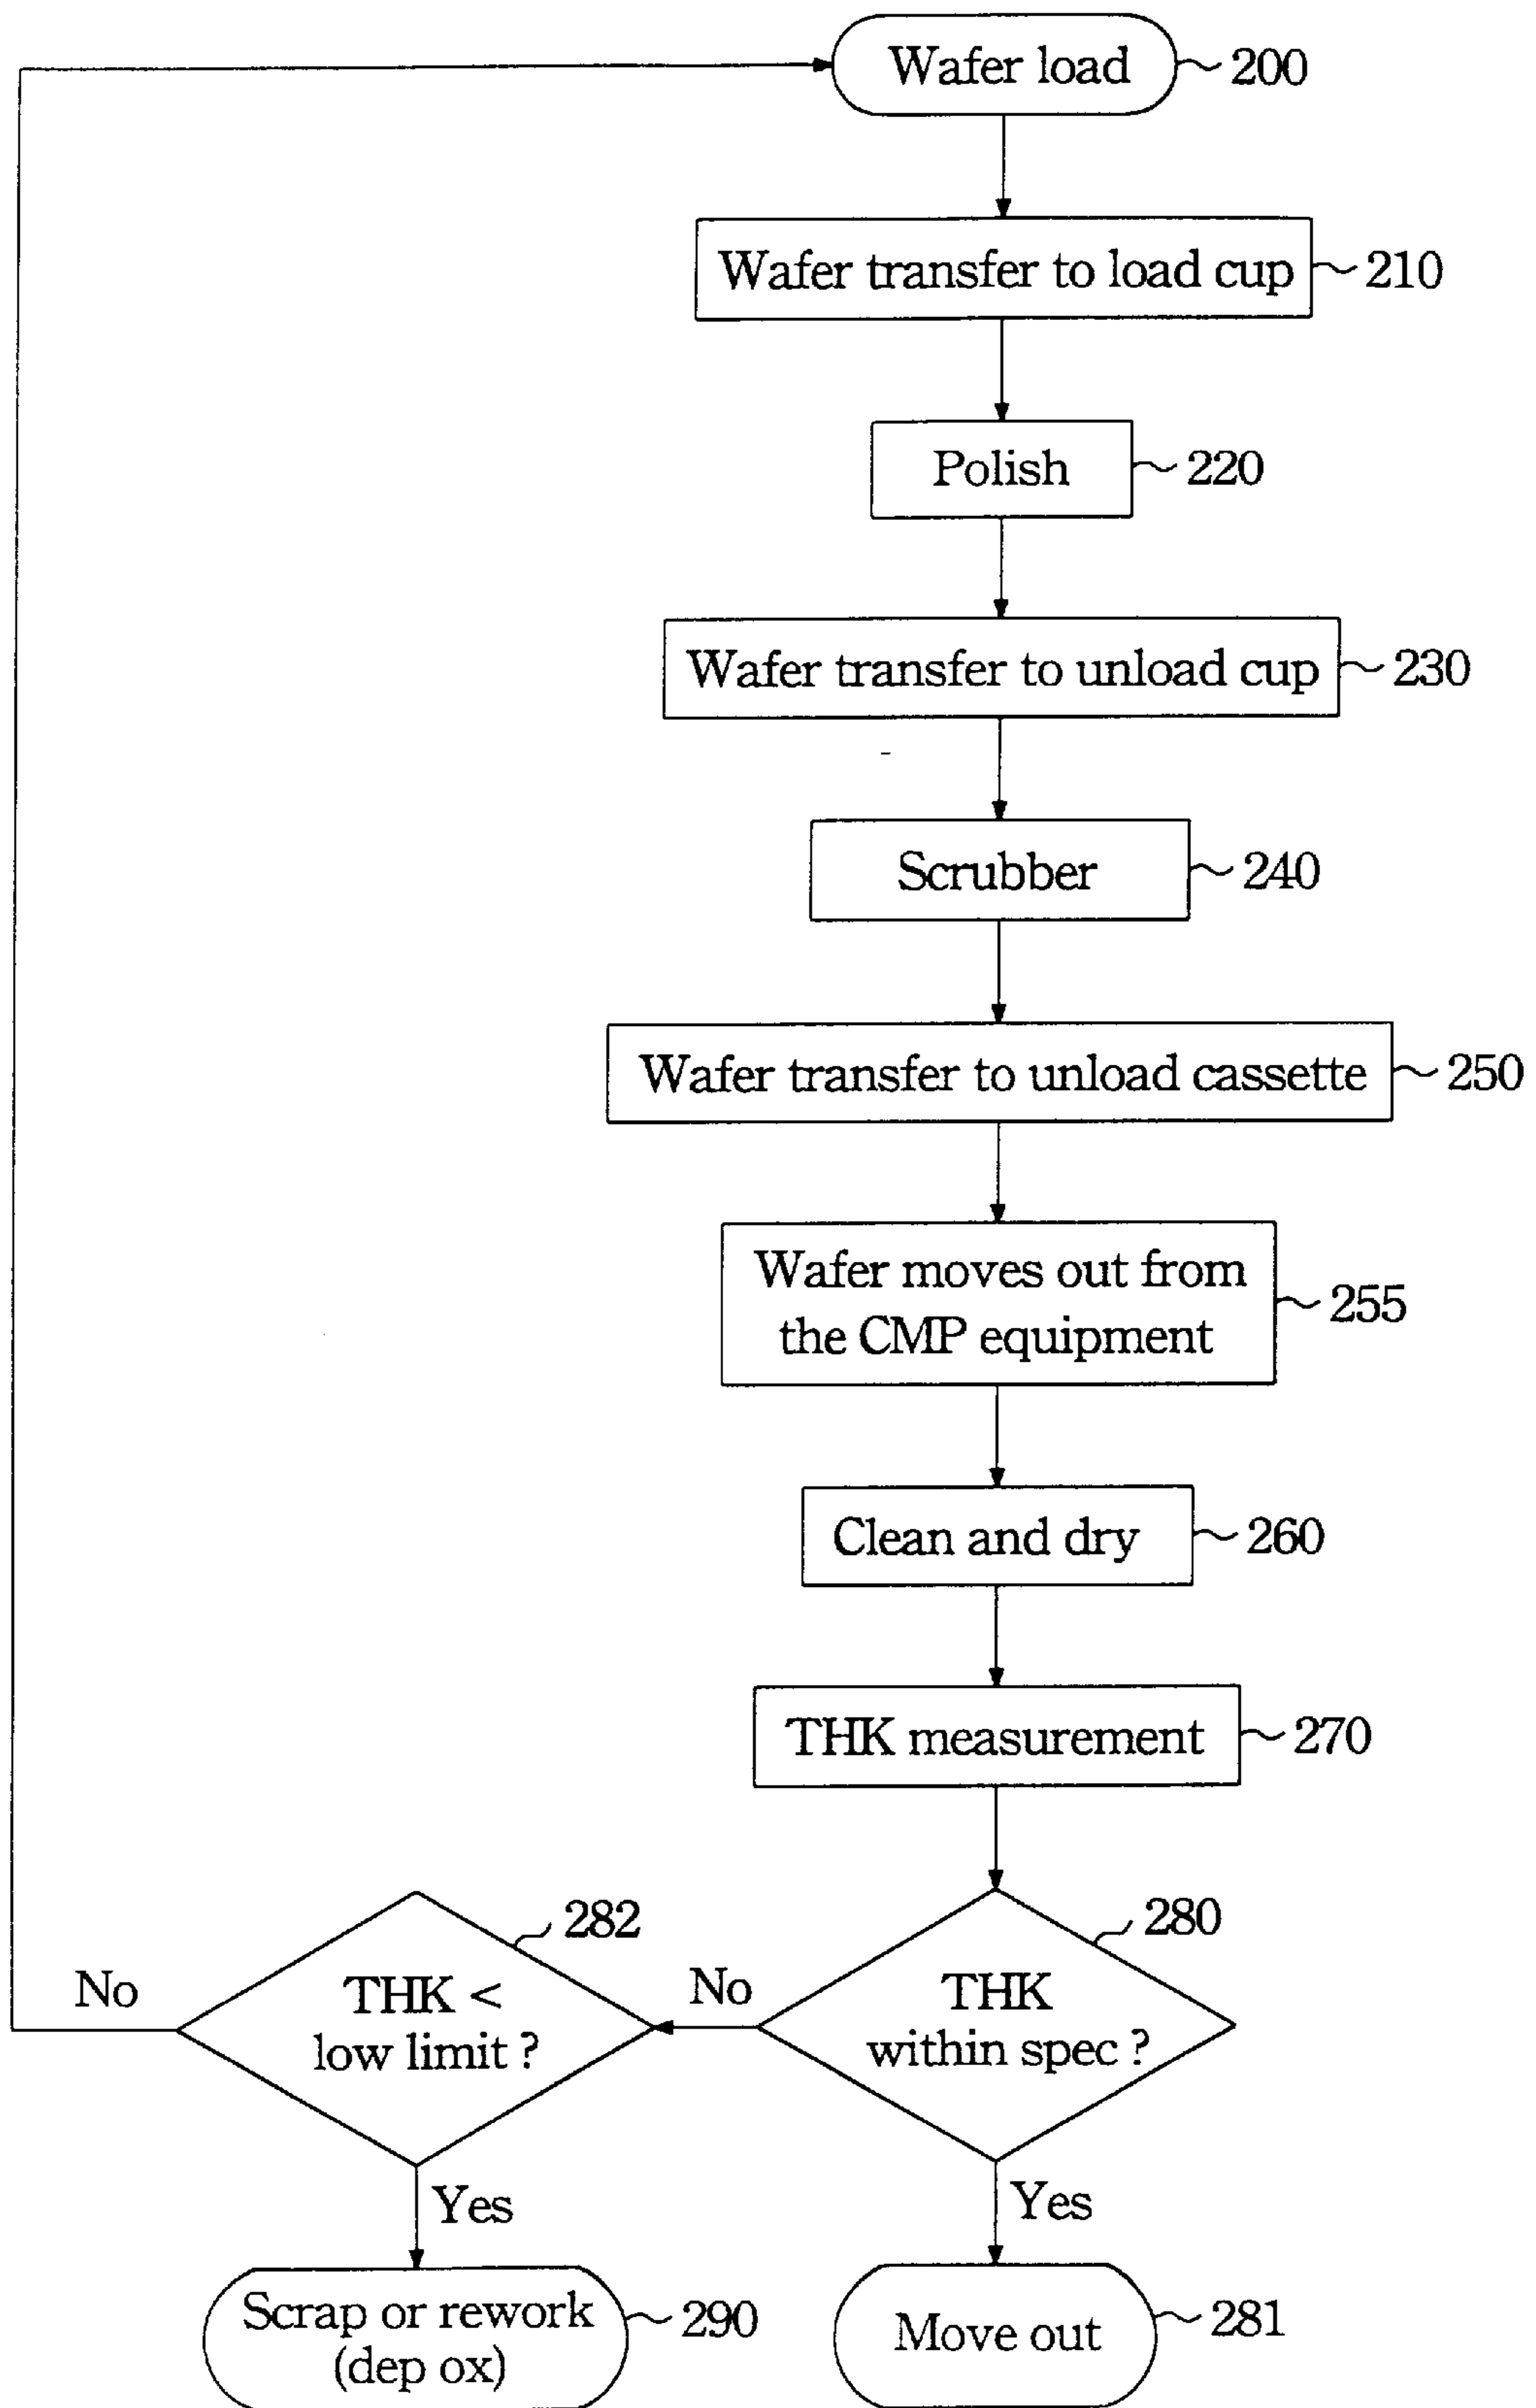 Wafer load 200
Wafer transfer to load cup 210
Polish 220
Wafer transfer to unload cup 230
Scrubber 240
Wafer transfer to unload cassette 250
Wafer moves out from
the CMP equipment 255
Clean and dry 260
THK measurement 270
282
280
No
THK <
low limit ?
No
THK
within spec ?
Yes
Yes
Scrap or rework
(dep ox)
290
Move out
281